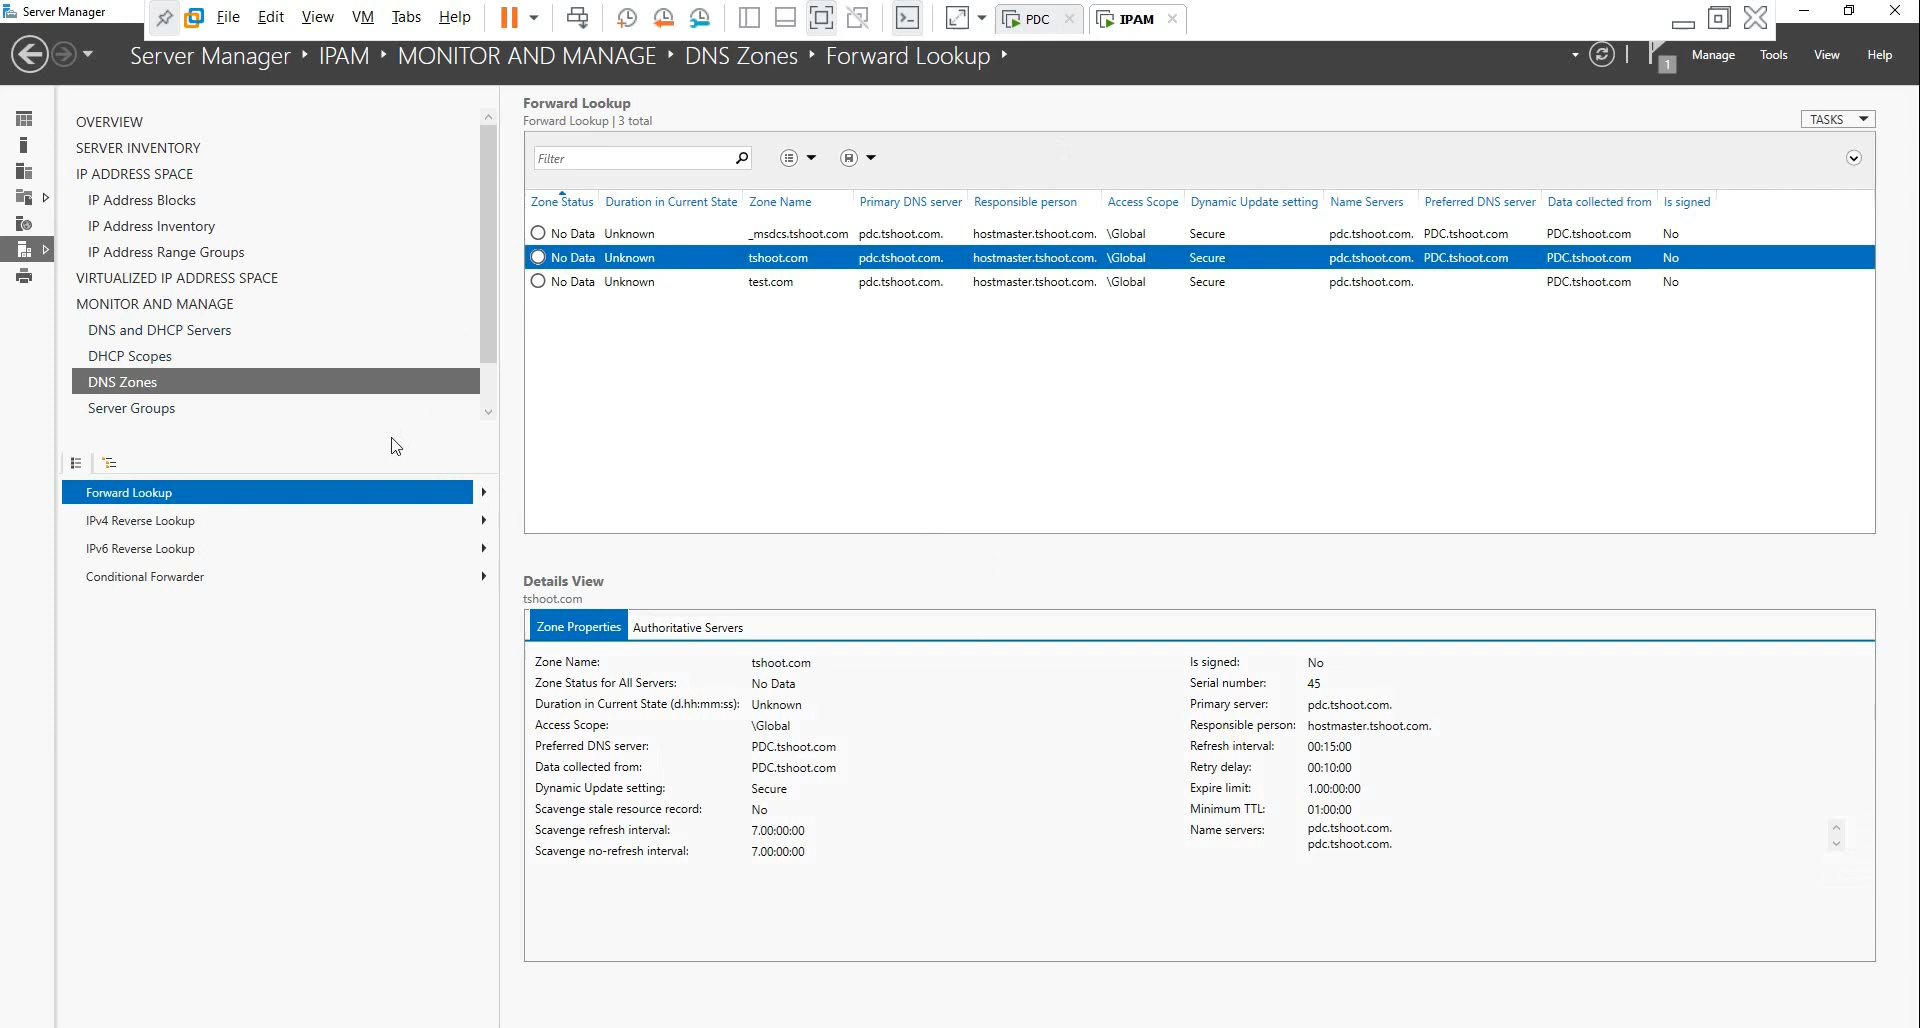 Server Manager
File Edit View VM Tabs Help
PDC
IPAM
Server Manager IPAM MONITOR AND MANAGE DNS Zones Forward Lookup
1
Manage Tools View Help
OVERVIEW
SERVER INVENTORY
IP ADDRESS SPACE
IP Address Blocks
IP Address Inventory
IP Address Range Groups
VIRTUALIZED IP ADDRESS SPACE
MONITOR AND MANAGE
DNS and DHCP Servers
DHCP Scopes
DNS Zones
Server Groups
Forward Lookup
IPv4 Reverse Lookup
IPv6 Reverse Lookup
Conditional Forwarder
Forward Lookup
Forward Lookup | 3 total
TASKS
Filter
Zone Status Duration in Current State Zone Name Primary DNS server Responsible person Access Scope Dynamic Update setting Name Servers Preferred DNS server Data collected from Is signed
No Data Unknown _msdcs.tshoot.com pdc.tshoot.com. hostmaster.tshoot.com. \Global Secure pdc.tshoot.com. PDC.tshoot.com PDC.tshoot.com No
No Data Unknown tshoot.com pdc.tshoot.com. hostmaster.tshoot.com. \Global Secure pdc.tshoot.com. PDC.tshoot.com PDC.tshoot.com No
No Data Unknown test.com pdc.tshoot.com. hostmaster.tshoot.com. \Global Secure pdc.tshoot.com. PDC.tshoot.com No
Details View
tshoot.com
Zone Properties Authoritative Servers
Zone Name: tshoot.com
Zone Status for All Servers: No Data
Duration in Current State (d.hh:mm:ss): Unknown
Access Scope: \Global
Preferred DNS server: PDC.tshoot.com
Data collected from: PDC.tshoot.com
Dynamic Update setting: Secure
Scavenge stale resource record: No
Scavenge refresh interval: 7.00:00:00
Scavenge no-refresh interval: 7.00:00:00
Is signed: No
Serial number: 45
Primary server: pdc.tshoot.com.
Responsible person: hostmaster.tshoot.com.
Refresh interval: 00:15:00
Retry delay: 00:10:00
Expire limit: 1.00:00:00
Minimum TTL: 01:00:00
Name servers: pdc.tshoot.com.
pdc.tshoot.com.